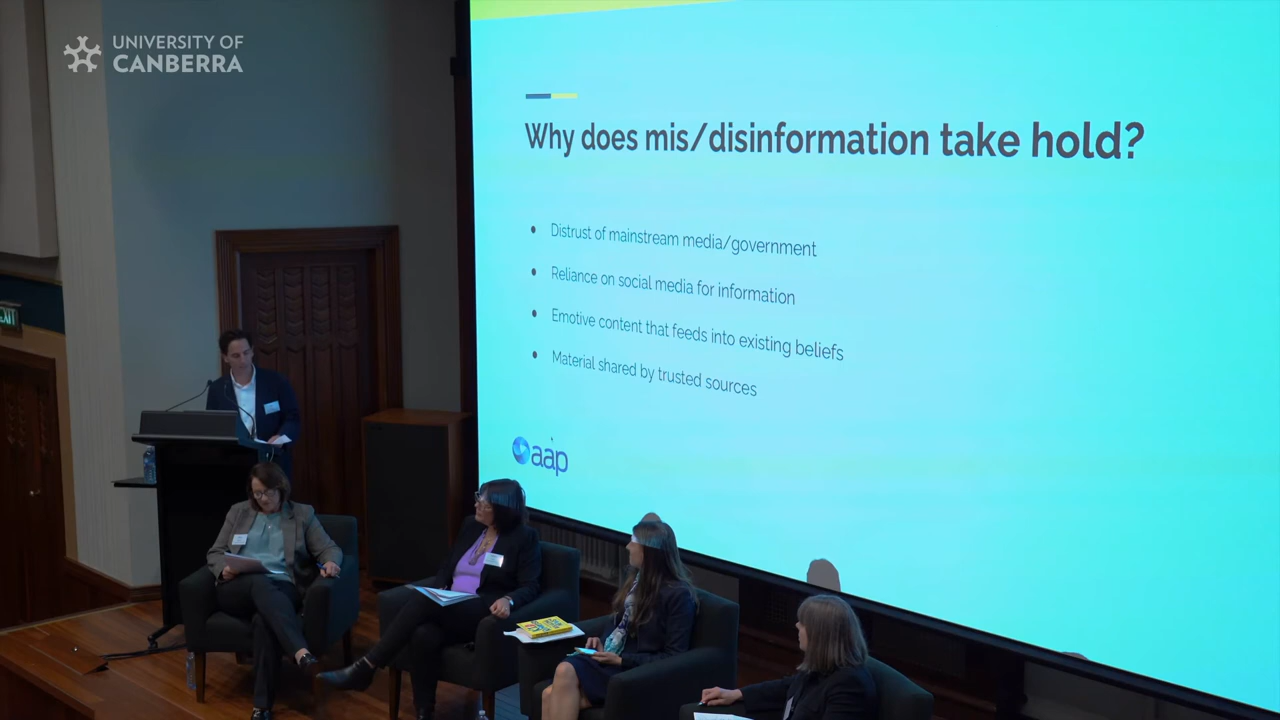 UNIVERSITY OF
CANBERRA
Why does mis/disinformation take hold?
• Distrust of mainstream media/government
• Reliance on social media for information
• Emotive content that feeds into existing beliefs
• Material shared by trusted sources
aap